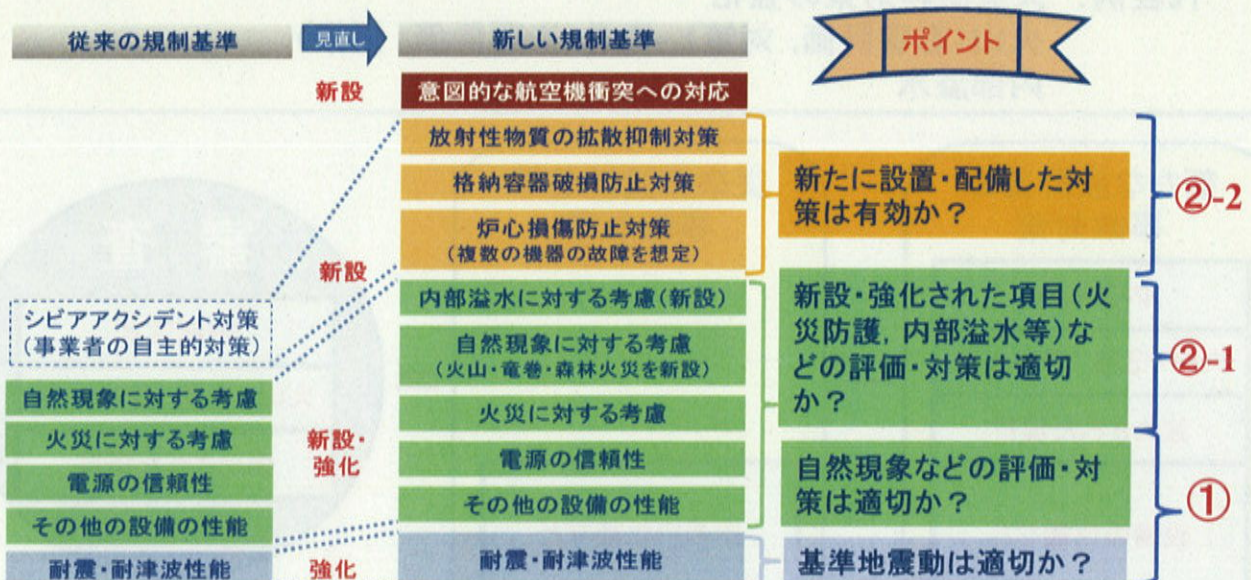 従来の規制基準
見直し
新しい規制基準
ポイント
新設
意図的な航空機衝突への対応
放射性物質の拡散抑制対策
格納容器破損防止対策
炉心損傷防止対策
(複数の機器の故障を想定)
新たに設置・配備した対
策は有効か?
②-2
新設
シビアアクシデント対策
(事業者の自主的対策)
内部溢水に対する考慮(新設)
自然現象に対する考慮
(火山・竜巻・森林火災を新設)
火災に対する考慮
電源の信頼性
その他の設備の性能
新設・強化された項目(火
災防護,内部溢水等)な
どの評価・対策は適切
か?
②-1
自然現象に対する考慮
火災に対する考慮
電源の信頼性
その他の設備の性能
新設・
強化
自然現象などの評価・対
策は適切か?
①
耐震・耐津波性能
強化
耐震・耐津波性能
基準地震動は適切か?